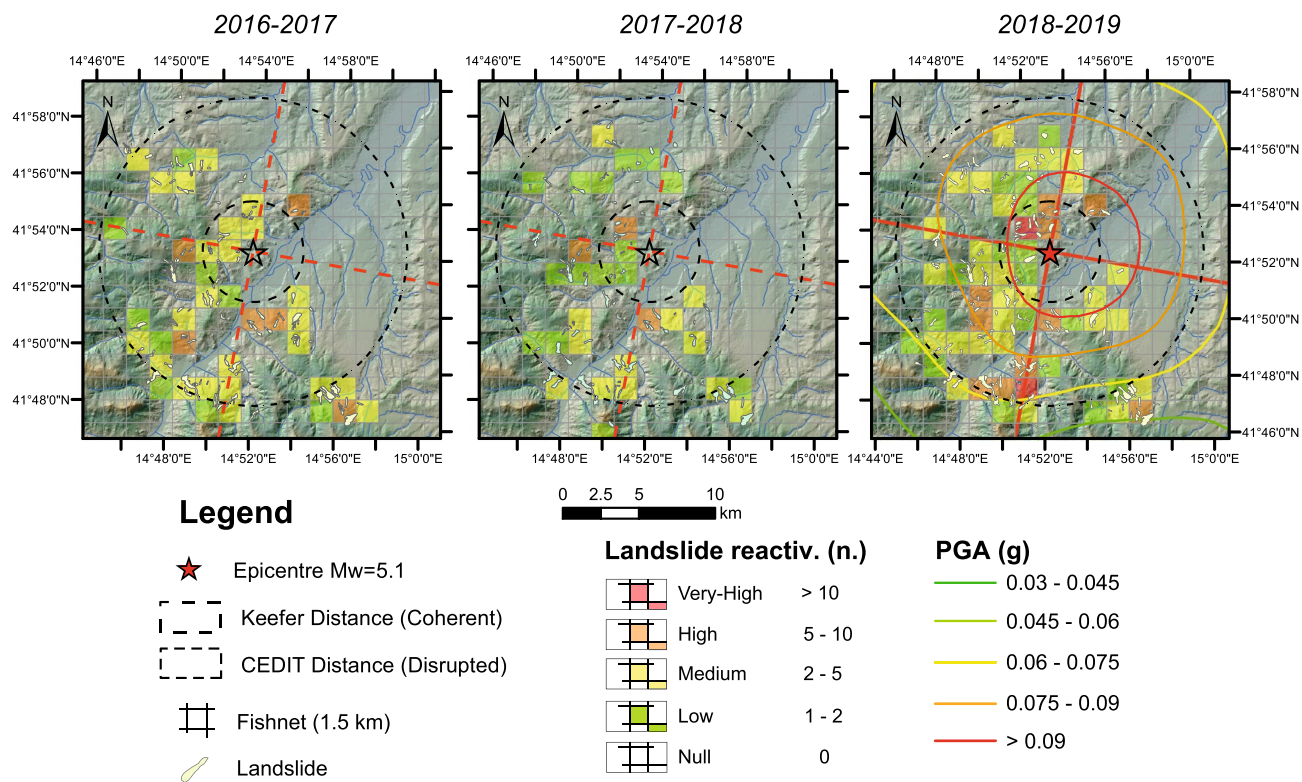 2016-2017
2017-2018
2018-2019
14°46'0"E 14°50'0"E 14°54'0"E 14°58'0"E
14°50'0"E 14°54'0"E 14°58'0"E
14°48'0"E 14°52'0"E 14°56'0"E 15°0'0"E
N
N
N
41°58'0"N
41°56'0"N
41°54'0"N
41°52'0"N
41°50'0"N
41°48'0"N
41°58'0"N
41°56'0"N
41°54'0"N
41°52'0"N
41°50'0"N
41°48'0"N
41°46'0"N
14°48'0"E 14°52'0"E 14°56'0"E 15°0'0"E
14°48'0"E 14°52'0"E 14°56'0"E 15°0'0"E
14°44'0"E 14°48'0"E 14°52'0"E 14°56'0"E 15°0'0"E
0 2.5 5 10
km
Legend
Epicentre Mw=5.1
Keefer Distance (Coherent)
CEDIT Distance (Disrupted)
Fishnet (1.5 km)
Landslide
Landslide reactiv. (n.)
Very-High > 10
High 5 - 10
Medium 2 - 5
Low 1 - 2
Null 0
PGA (g)
0.03 - 0.045
0.045 - 0.06
0.06 - 0.075
0.075 - 0.09
> 0.09